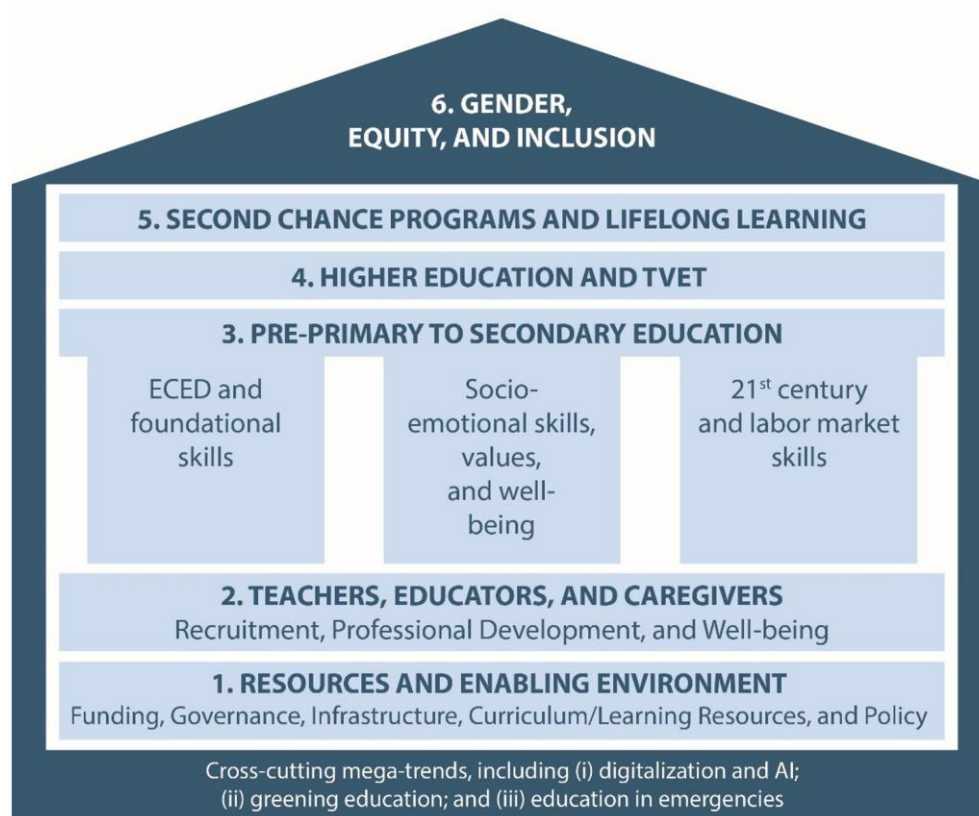 6. GENDER,
EQUITY, AND INCLUSION
5. SECOND CHANCE PROGRAMS AND LIFELONG LEARNING
4. HIGHER EDUCATION AND TVET
3. PRE-PRIMARY TO SECONDARY EDUCATION
ECED and
foundational
skills
Socio-
emotional skills,
values,
and well-
being
21st century
and labor market
skills
2. TEACHERS, EDUCATORS, AND CAREGIVERS
Recruitment, Professional Development, and Well-being
1. RESOURCES AND ENABLING ENVIRONMENT
Funding, Governance, Infrastructure, Curriculum/Learning Resources, and Policy
Cross-cutting mega-trends, including (i) digitalization and AI;
(ii) greening education; and (iii) education in emergencies